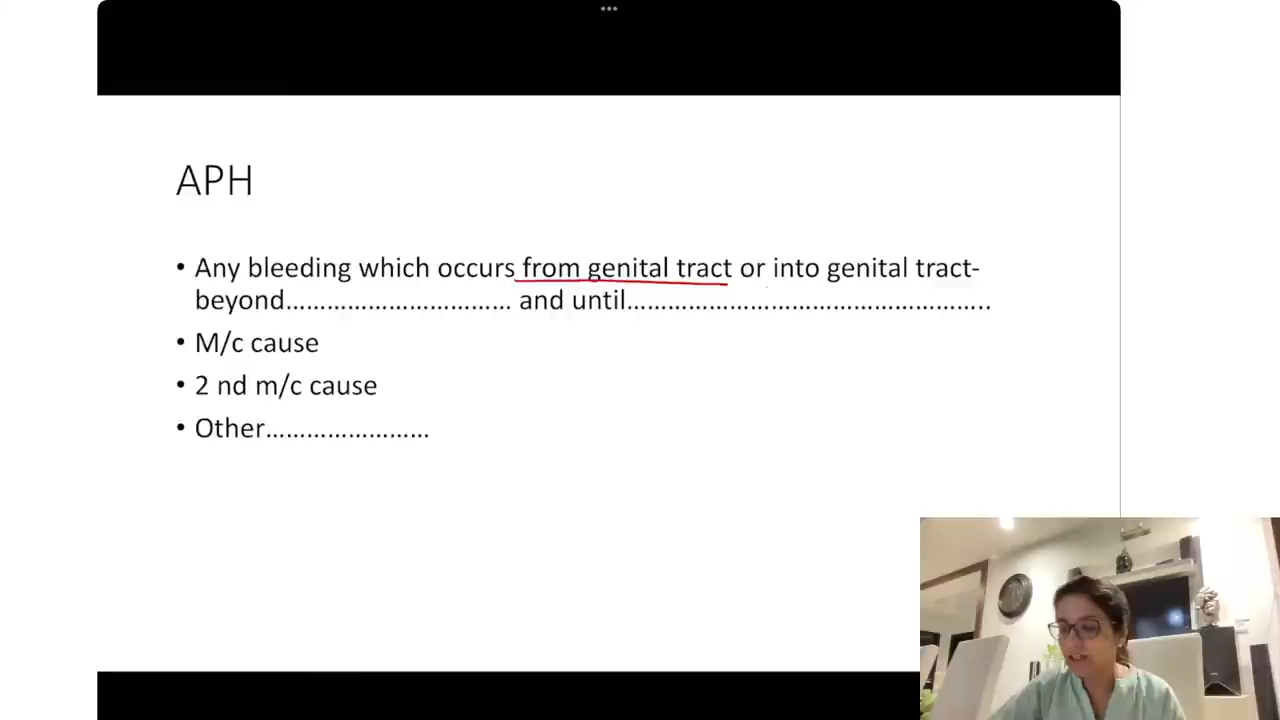 APH
• Any bleeding which occurs from genital tract or into genital tract-
beyond.............................. and until..................................................
• M/c cause
• 2 nd m/c cause
• Other.......................